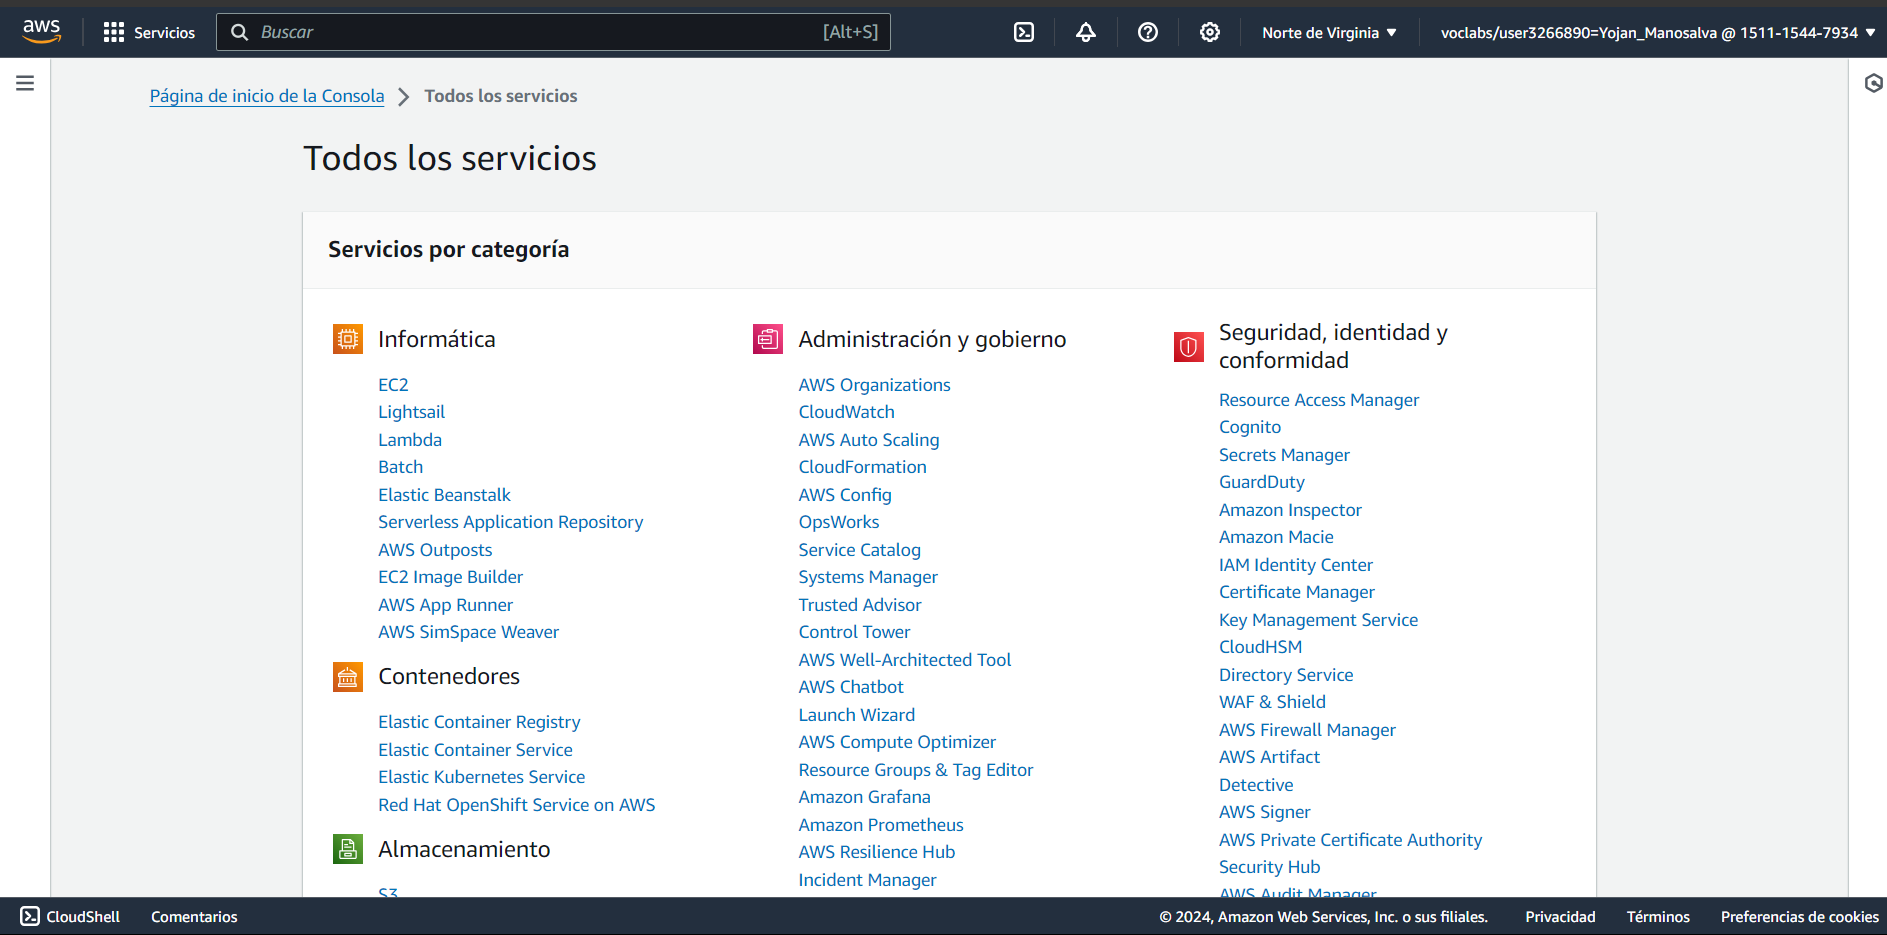 aws
Servicios
Buscar
[Alt+S]
Norte de Virginia
voclabs/user3266890=Yojan_Manosalva @ 1511-1544-7934
Página de inicio de la Consola
Todos los servicios
Todos los servicios
Servicios por categoría
Informática
EC2
Lightsail
Lambda
Batch
Elastic Beanstalk
Serverless Application Repository
AWS Outposts
EC2 Image Builder
AWS App Runner
AWS SimSpace Weaver
Contenedores
Elastic Container Registry
Elastic Container Service
Elastic Kubernetes Service
Red Hat OpenShift Service on AWS
Almacenamiento
S3
Administración y gobierno
AWS Organizations
CloudWatch
AWS Auto Scaling
CloudFormation
AWS Config
OpsWorks
Service Catalog
Systems Manager
Trusted Advisor
Control Tower
AWS Well-Architected Tool
AWS Chatbot
Launch Wizard
AWS Compute Optimizer
Resource Groups & Tag Editor
Amazon Grafana
Amazon Prometheus
AWS Resilience Hub
Incident Manager
Seguridad, identidad y
conformidad
Resource Access Manager
Cognito
Secrets Manager
GuardDuty
Amazon Inspector
Amazon Macie
IAM Identity Center
Certificate Manager
Key Management Service
CloudHSM
Directory Service
WAF & Shield
AWS Firewall Manager
AWS Artifact
Detective
AWS Signer
AWS Private Certificate Authority
Security Hub
AWS Audit Manager
CloudShell
Comentarios
© 2024, Amazon Web Services, Inc. o sus filiales.
Privacidad
Términos
Preferencias de cookies